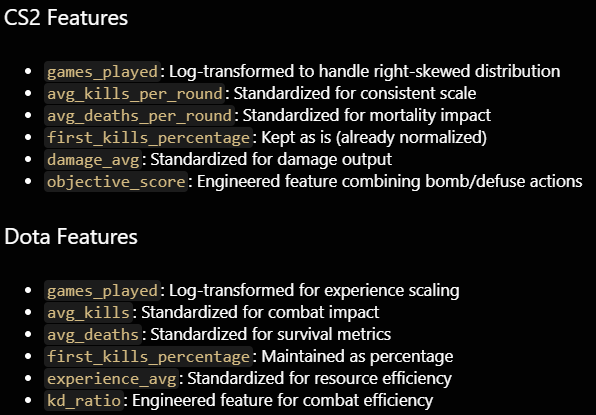 CS2 Features
• games_played: Log-transformed to handle right-skewed distribution
• avg_kills_per_round: Standardized for consistent scale
• avg_deaths_per_round: Standardized for mortality impact
• first_kills_percentage: Kept as is (already normalized)
• damage_avg: Standardized for damage output
• objective_score: Engineered feature combining bomb/defuse actions
Dota Features
• games_played: Log-transformed for experience scaling
• avg_kills: Standardized for combat impact
• avg_deaths: Standardized for survival metrics
• first_kills_percentage: Maintained as percentage
• experience_avg: Standardized for resource efficiency
• kd_ratio: Engineered feature for combat efficiency